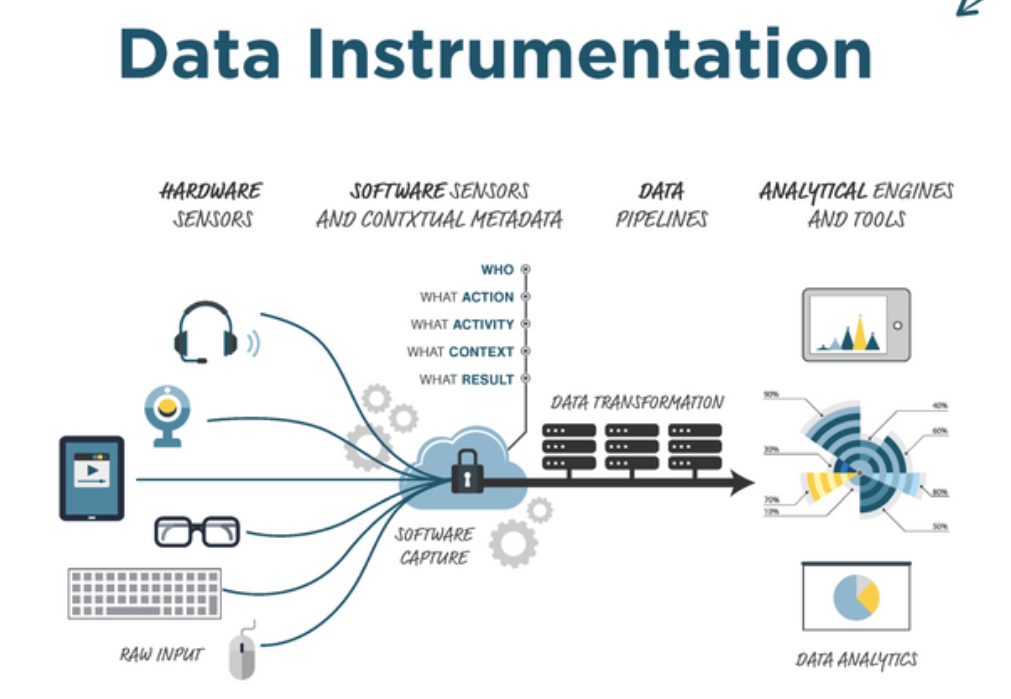 Data Instrumentation
HARDWARE
SENSORS
SOFTWARE SENSORS
AND CONTXTUAL METADATA
DATA
PIPELINES
ANALYTICAL ENGINES
AND TOOLS
WHO
WHAT ACTION
WHAT ACTIVITY
WHAT CONTEXT
WHAT RESULT
DATA TRANSFORMATION
SOFTWARE
CAPTURE
RAW INPUT
90%
40%
60%
30%
70%
10%
80%
50%
DATA ANALYTICS